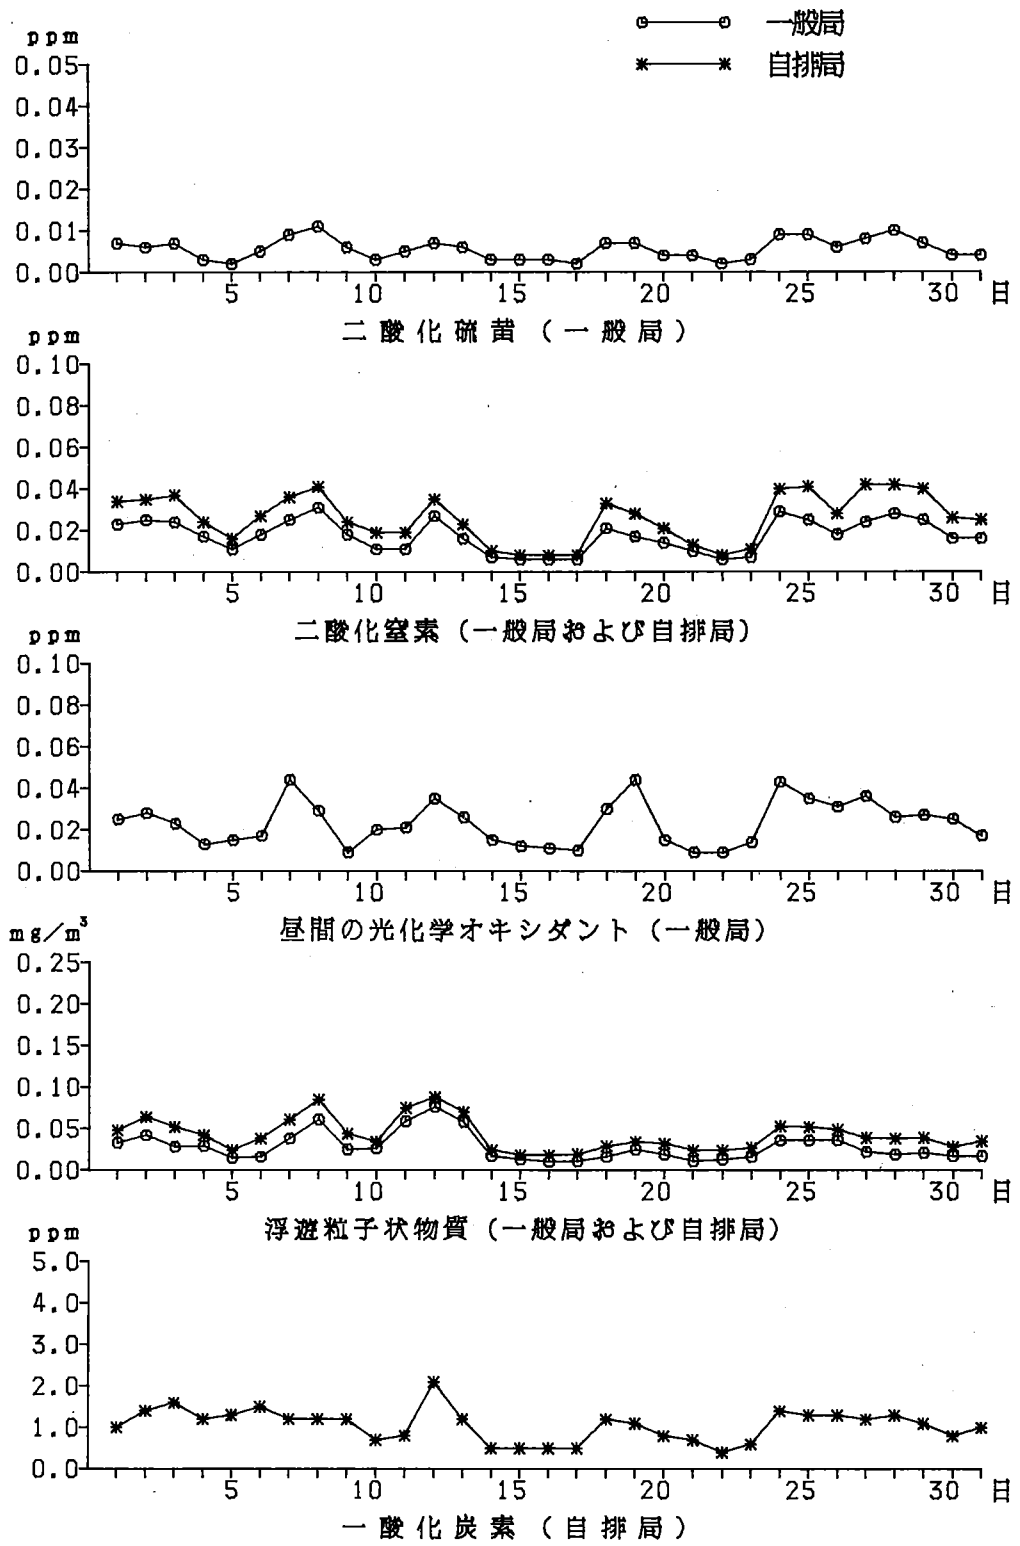 一般局
自排局
ppm
0.05
0.04
0.03
0.02
0.01
0.00
5 10 15 20 25 30 日
二酸化硫黄（一般局）
ppm
0.10
0.08
0.06
0.04
0.02
0.00
5 10 15 20 25 30 日
二酸化窒素（一般局および自排局）
ppm
0.10
0.08
0.06
0.04
0.02
0.00
5 10 15 20 25 30 日
昼間の光化学オキシダント（一般局）
mg/m³
0.25
0.20
0.15
0.10
0.05
0.00
5 10 15 20 25 30 日
浮遊粒子状物質（一般局および自排局）
ppm
5.0
4.0
3.0
2.0
1.0
0.0
5 10 15 20 25 30 日
一酸化炭素（自排局）